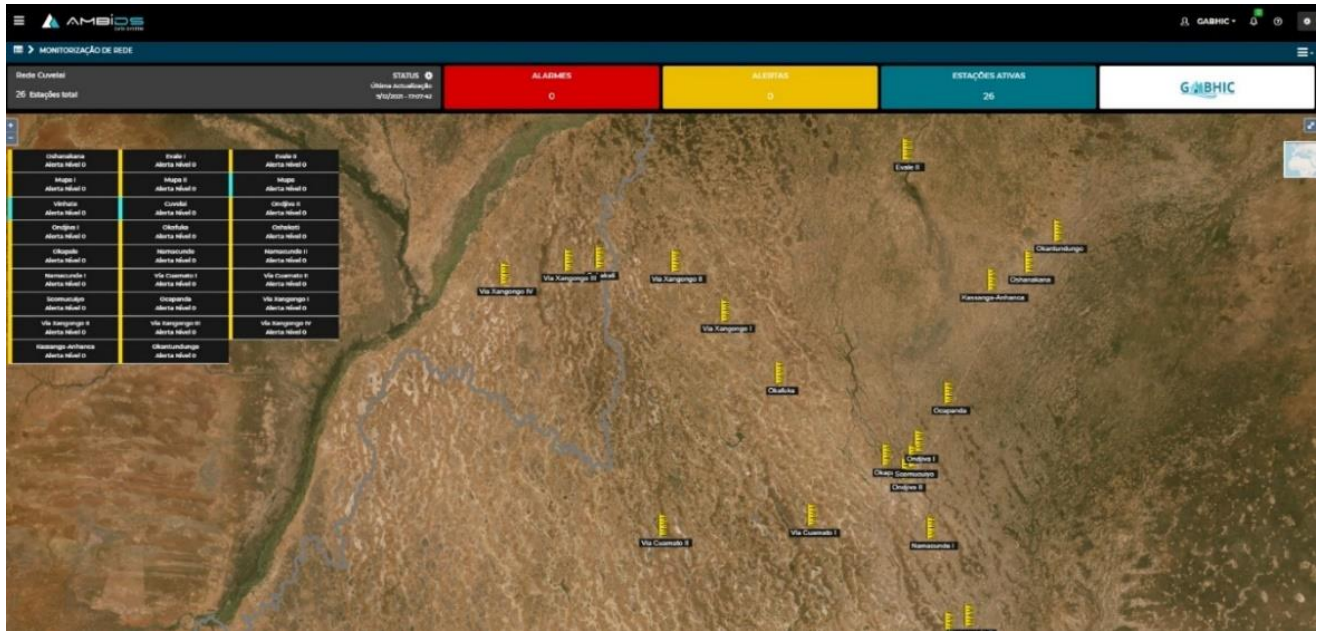 AMBIDS
GABHIC
MONITORIZAÇÃO DE REDE
Rede Cuvelai
26 Estações total
STATUS
Última Actualização
ALARMES
0
ALERTAS
0
ESTAÇÕES ATIVAS
26
GABHIC
Oshanakana
Alerta Nível 0
Evale I
Alerta Nível 0
Evale II
Alerta Nível 0
Mupa I
Alerta Nível 0
Mupa II
Alerta Nível 0
Mupa
Alerta Nível 0
Alerta Nível 0
Cuvelai
Alerta Nível 0
Ondjiva II
Alerta Nível 0
Ondjiva I
Alerta Nível 0
Okafuka
Alerta Nível 0
Alerta Nível 0
Okapale
Alerta Nível 0
Namacunde
Alerta Nível 0
Namacunde II
Alerta Nível 0
Namacunde I
Alerta Nível 0
Via Cuamato I
Alerta Nível 0
Via Cuamato II
Alerta Nível 0
Alerta Nível 0
Ocapanda
Alerta Nível 0
Via Xangongo I
Alerta Nível 0
Via Xangongo II
Alerta Nível 0
Via Xangongo III
Alerta Nível 0
Via Xangongo IV
Alerta Nível 0
Kassanga-Anhanca
Alerta Nível 0
Okantundungo
Alerta Nível 0
Evale II
Okantundungo
Via Xangongo III
Via Xangongo II
Oshanakana
Via Xangongo IV
Kassanga-Anhanca
Via Xangongo I
Okafuka
Ocapanda
Ondjiva I
Ondjiva II
Via Cuamato I
Via Cuamato II
Namacunde I